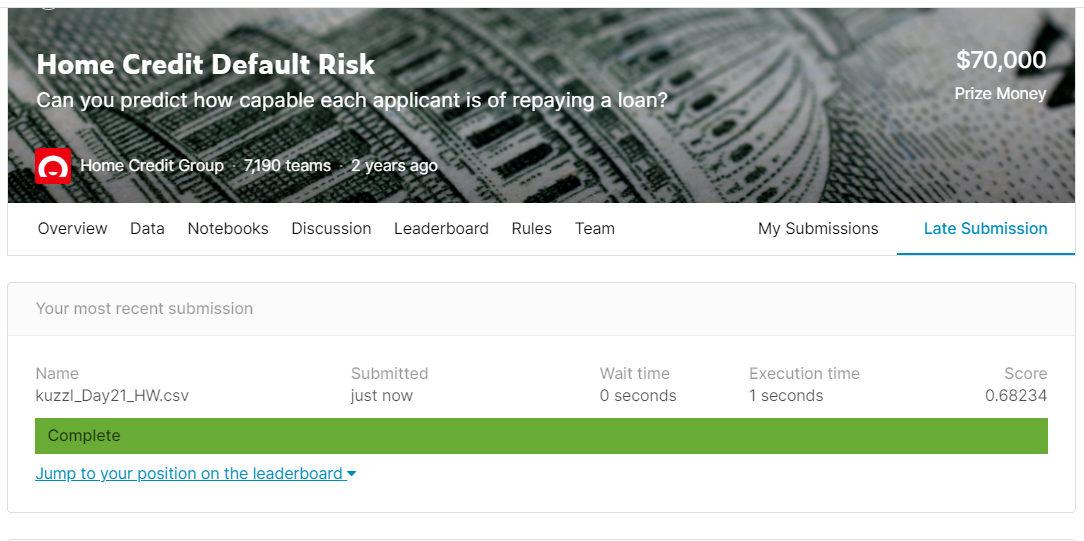 Home Credit Default Risk
$70,000
Can you predict how capable each applicant is of repaying a loan?
Prize Money
Home Credit Group · 7,190 teams · 2 years ago
Overview Data Notebooks Discussion Leaderboard Rules Team My Submissions Late Submission
Your most recent submission
Name Submitted Wait time Execution time Score
kuzzl_Day21_HW.csv just now 0 seconds 1 seconds 0.68234
Complete
Jump to your position on the leaderboard